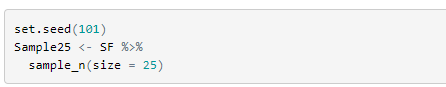 set.seed(101)
Sample25 <- SF %>%
  sample_n(size = 25)